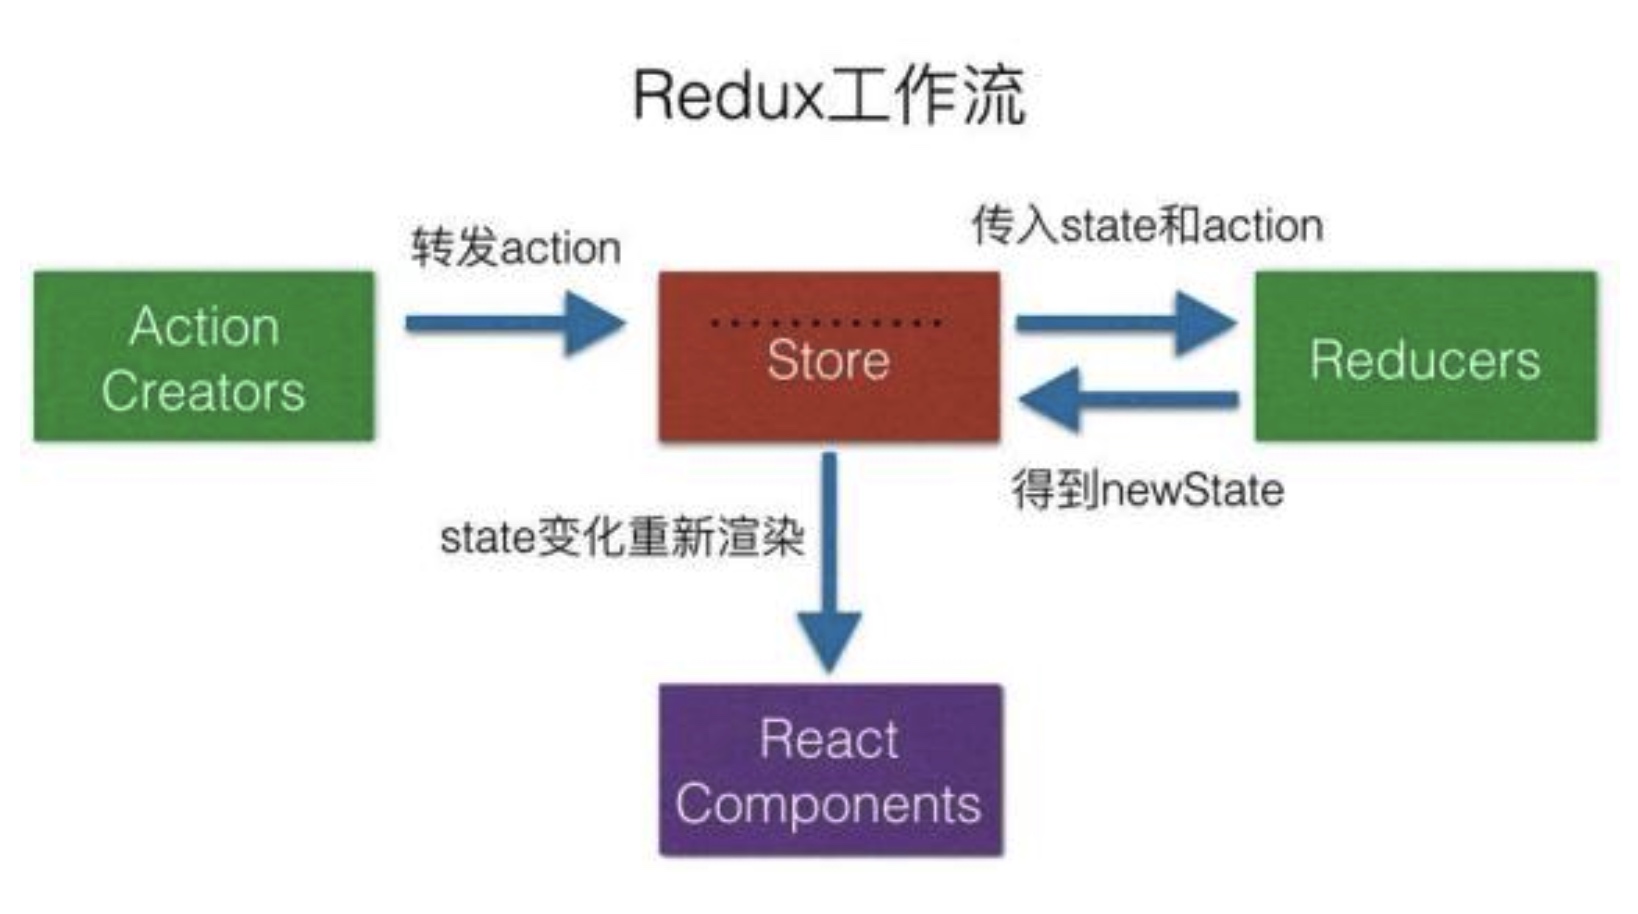 Redux工作流
转发action
传入state和action
Action
Creators
Store
Reducers
得到newState
state变化重新渲染
React
Components